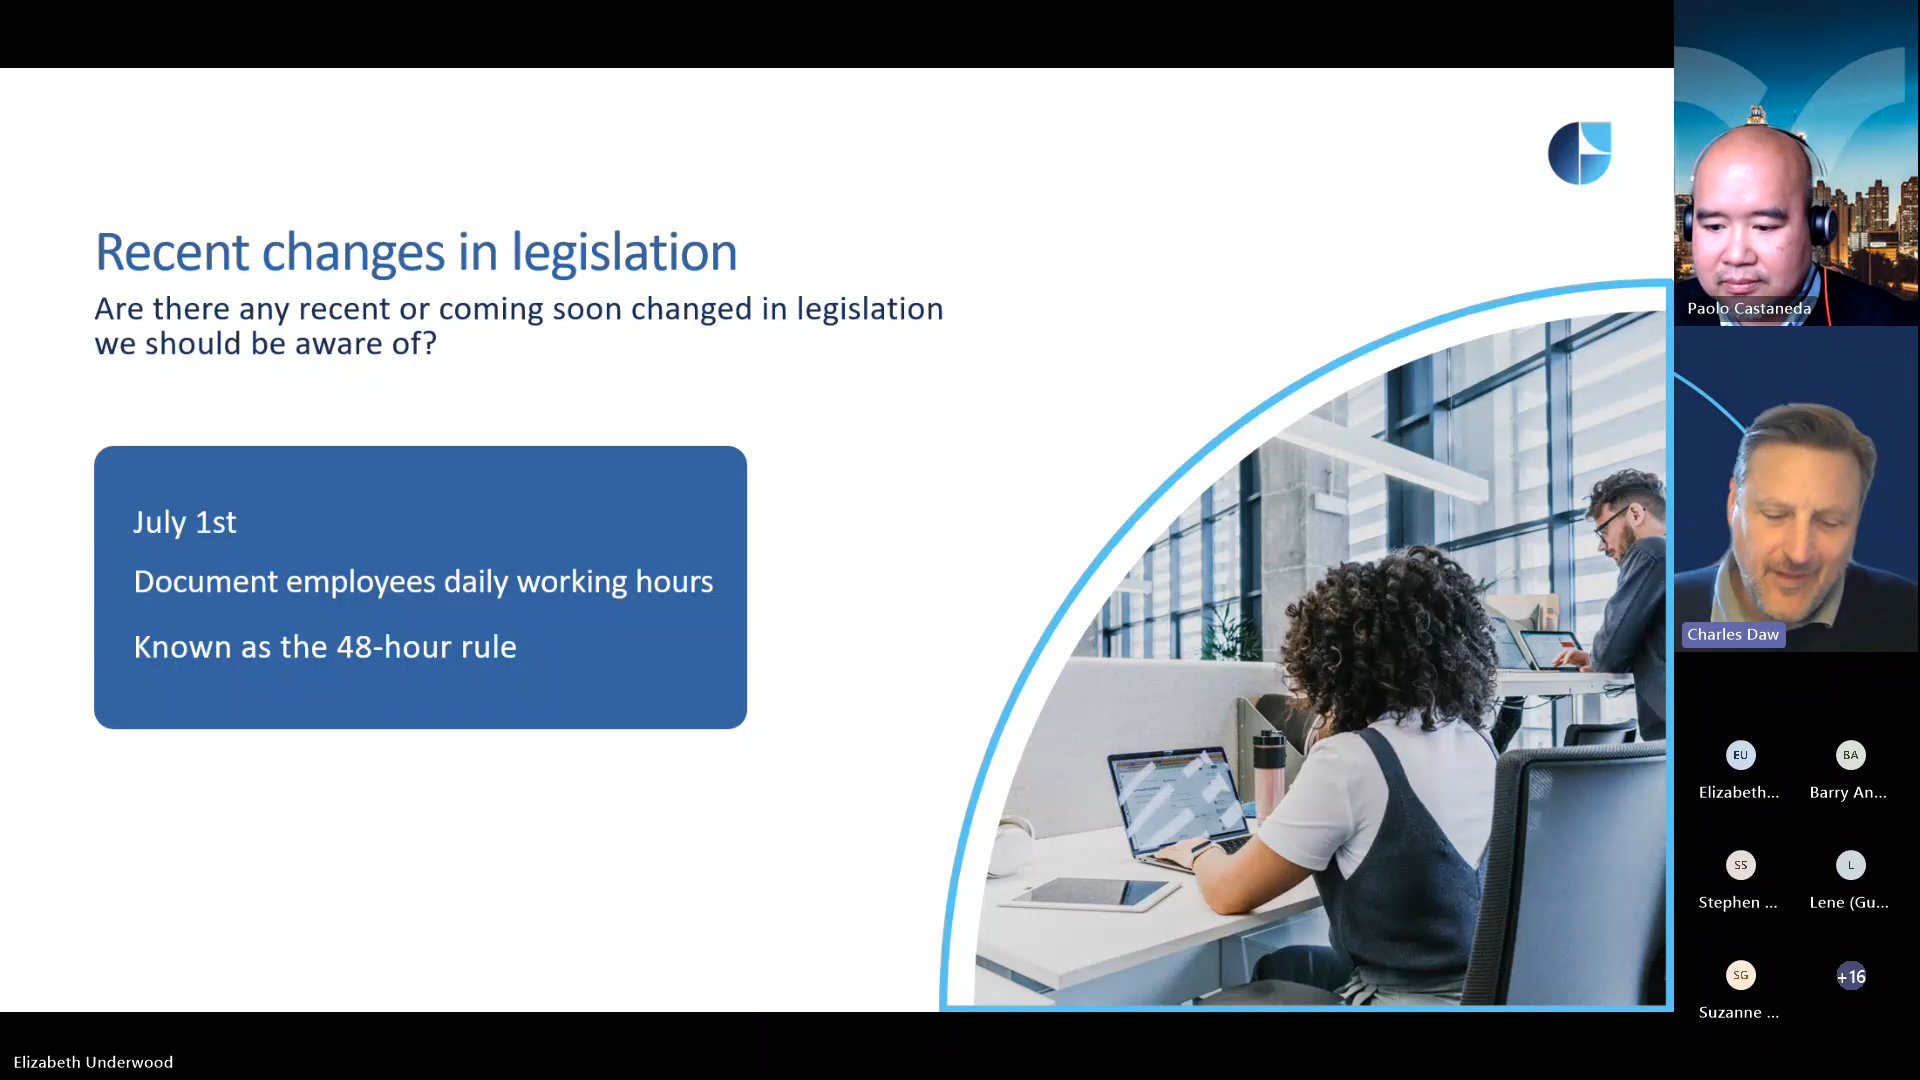 Recent changes in legislation
Are there any recent or coming soon changed in legislation
we should be aware of?
July 1st
Document employees daily working hours
Known as the 48-hour rule
Paolo Castaneda
Charles Daw
EU
BA
Elizabeth...
Barry An...
SS
L
Stephen ...
Lene (Gu...
SG
+16
Suzanne ...
Elizabeth Underwood